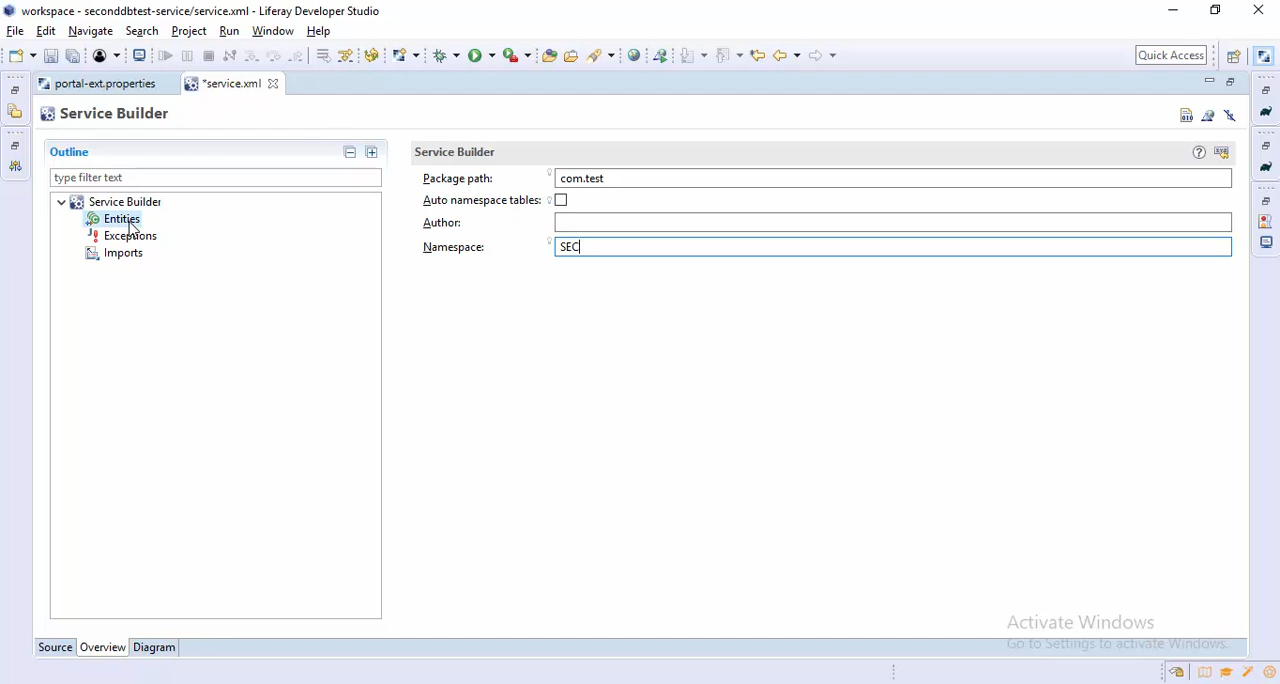 workspace - seconddbtest-service/service.xml - Liferay Developer Studio
File Edit Navigate Search Project Run Window Help
Quick Access
portal-ext.properties *service.xml
Service Builder
Outline
type filter text
Service Builder
Entities
Exceptions
Imports
Service Builder
Package path: com.test
Auto namespace tables:
Author:
Namespace: SEC
Activate Windows
Go to Settings to activate Windows.
Source Overview Diagram